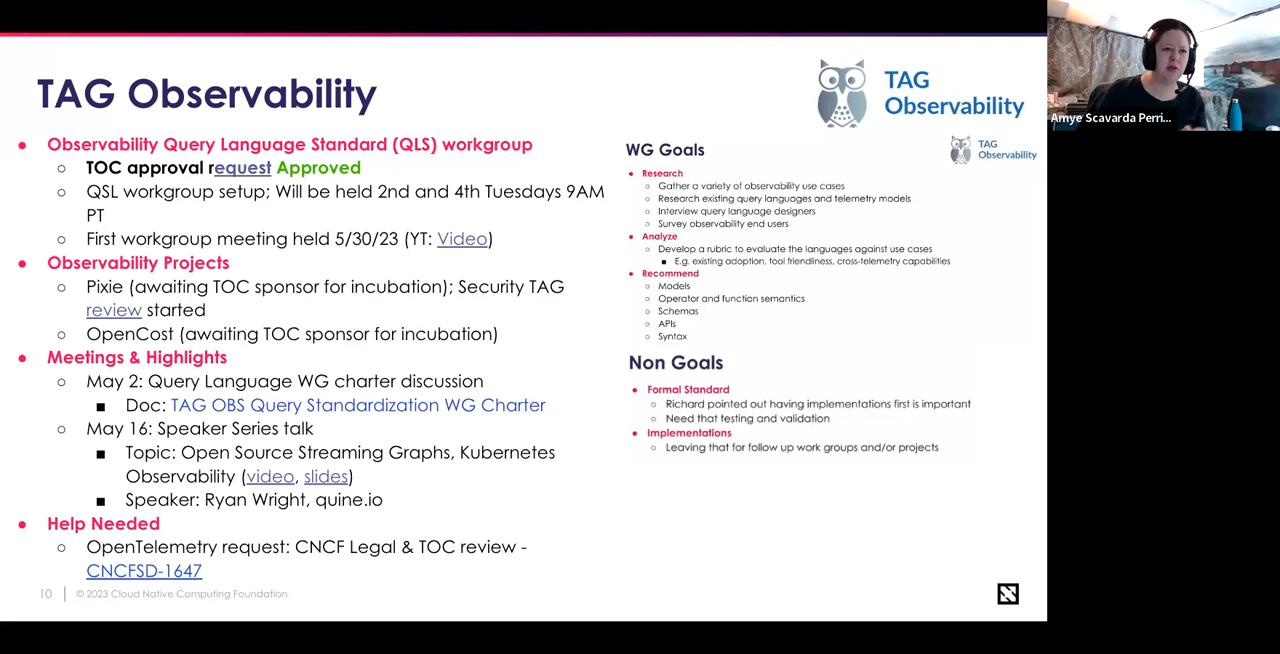 TAG Observability
TAG
Observability
Observability Query Language Standard (QLS) workgroup
TOC approval request Approved
QSL workgroup setup; Will be held 2nd and 4th Tuesdays 9AM
PT
First workgroup meeting held 5/30/23 (YT: Video)
Observability Projects
Pixie (awaiting TOC sponsor for incubation); Security TAG
review started
OpenCost (awaiting TOC sponsor for incubation)
Meetings & Highlights
May 2: Query Language WG charter discussion
Doc: TAG OBS Query Standardization WG Charter
May 16: Speaker Series talk
Topic: Open Source Streaming Graphs, Kubernetes
Observability (video, slides)
Speaker: Ryan Wright, quine.io
Help Needed
OpenTelemetry request: CNCF Legal & TOC review -
CNCFSD-1647
WG Goals
TAG
Observability
Research
Gather a variety of observability use cases
Research existing query languages and telemetry models
Interview query language designers
Survey observability end users
Analyze
Develop a rubric to evaluate the languages against use cases
E.g. existing adoption, tool friendliness, cross-telemetry capabilities
Recommend
Models
Operator and function semantics
Schemas
APIs
Syntax
Non Goals
Formal Standard
Richard pointed out having implementations first is important
Need that testing and validation
Implementations
Leaving that for follow up work groups and/or projects
10
© 2023 Cloud Native Computing Foundation
Amye Scavarda Perri...